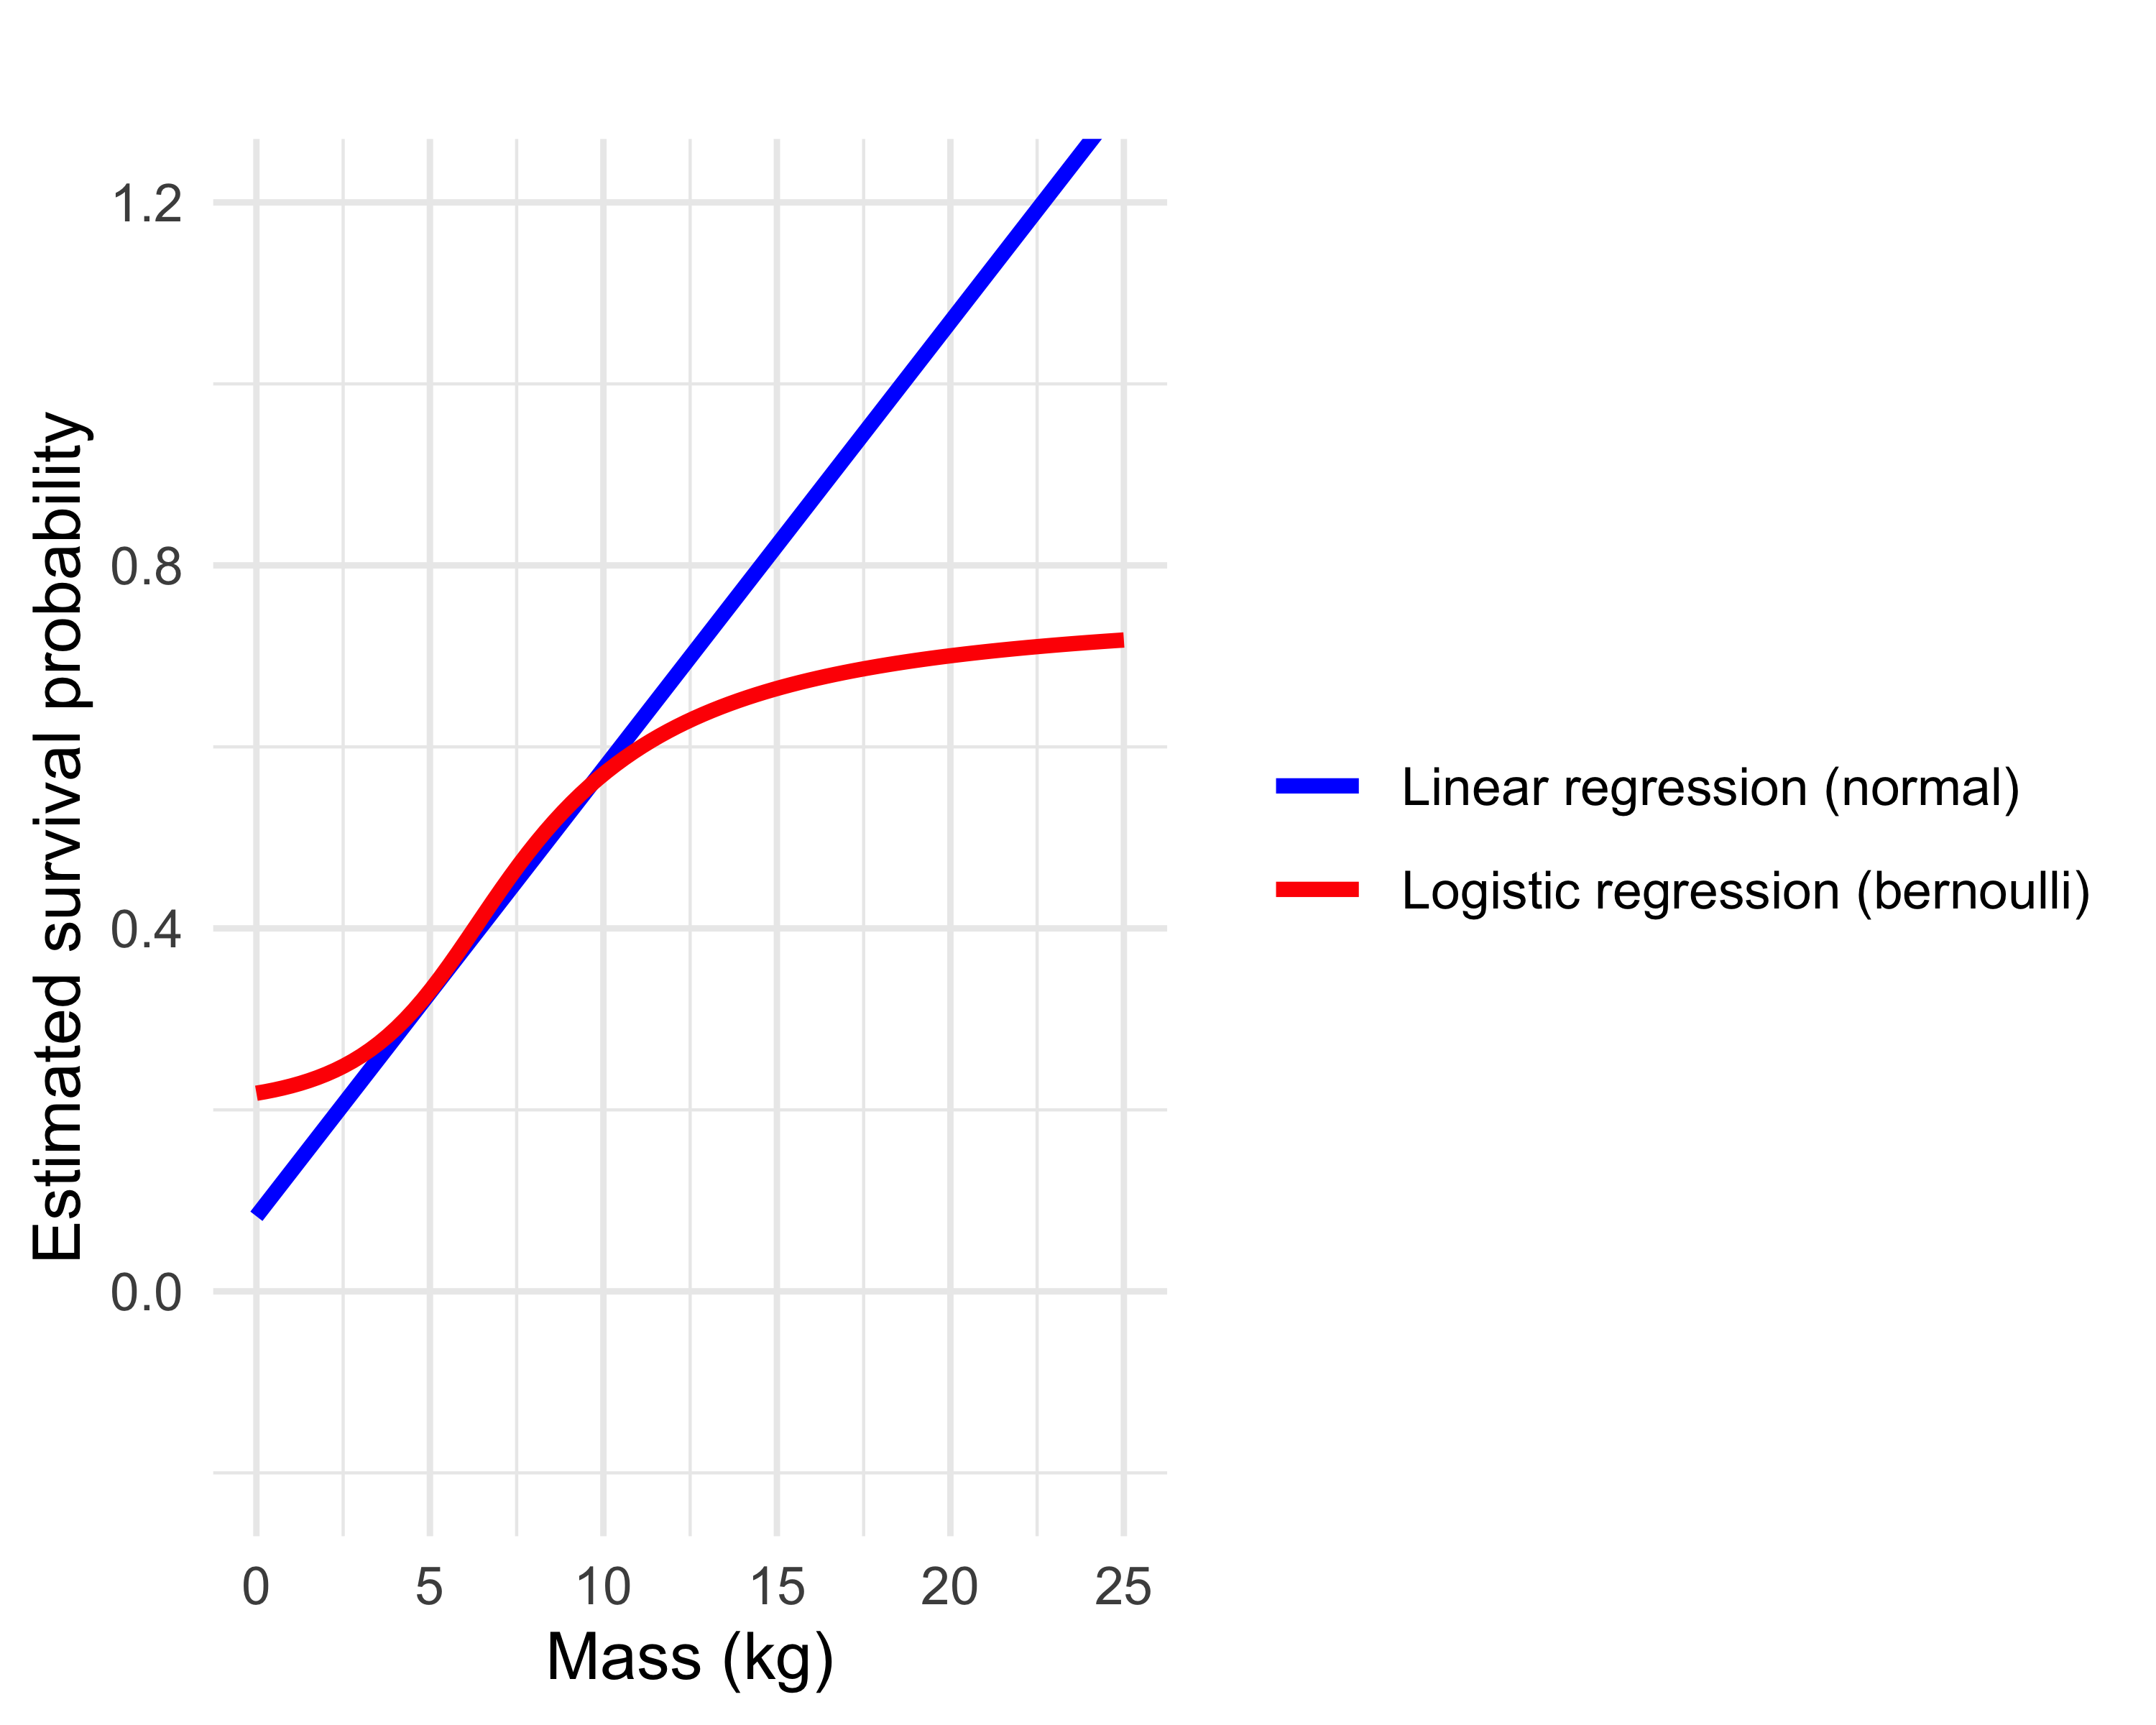 1.2
0.8
0.4
0.0
Estimated survival probability
0 5 10 15 20 25
Mass (kg)
Linear regression (normal)
Logistic regression (bernoulli)